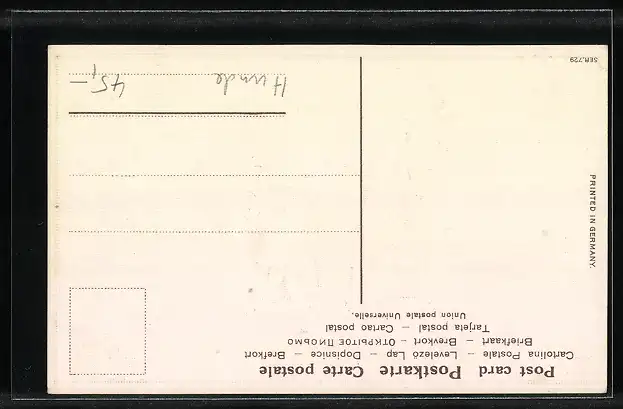 Post card Postkarte Carte postale
Cartolina Postale — Levelező Lap — Dopisnice — Brefkort
Briefkaart — Brevkort - ОТКРЫТОЕ ПИСЬМО
Tarjeta postal — Cartao postal
Union postale Universelle.
PRINTED IN GERMANY.
SER.729
Hunde 45,—